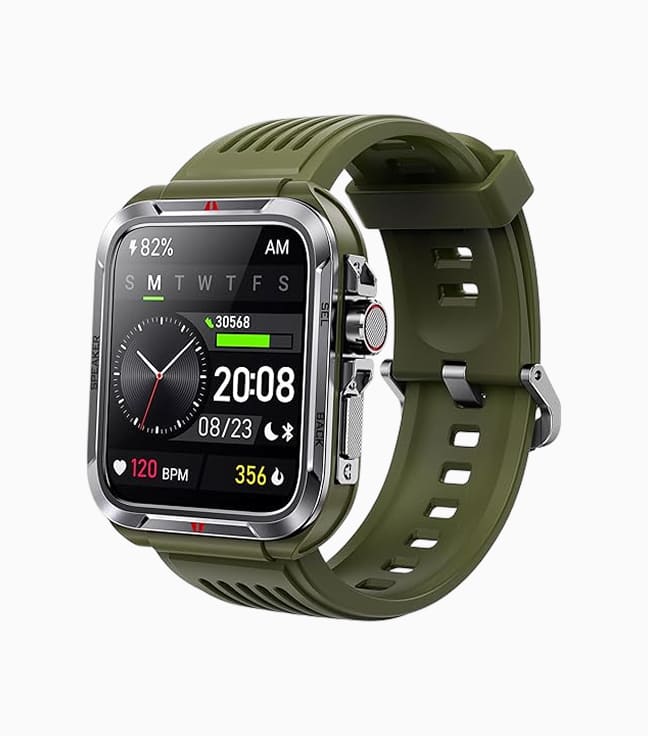 82% AM
S M T W T F S
30568
20:08
08/23
120 BPM
356
SPEAKER
SEL
BACK